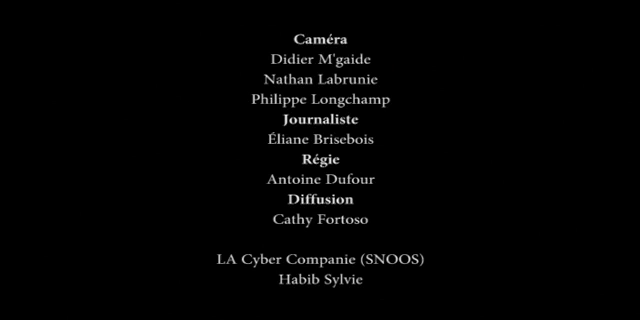 Caméra
Didier M'gaide
Nathan Labrunie
Philippe Longchamp
Journaliste
Éliane Brisebois
Régie
Antoine Dufour
Diffusion
Cathy Fortoso
LA Cyber Companie (SNOOS)
Habib Sylvie